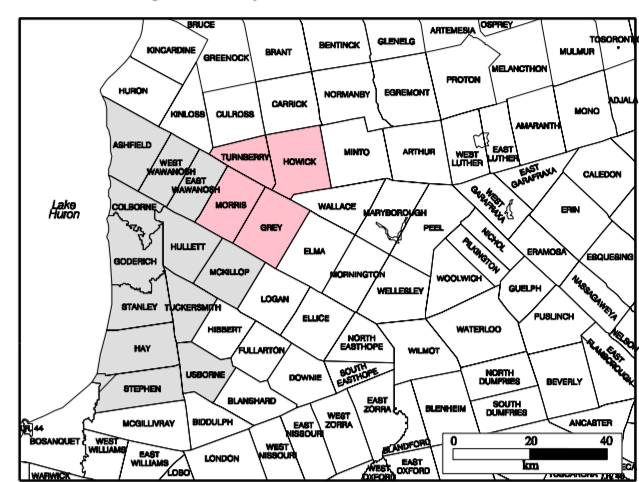 BRUCE
OSPREY
ARTEMESIA
KINCARDINE
GREENOCK
BRANT
BENTINCK
GLENELG
MULMUR
PROTON
MELANCTHON
HURON
KINLOSS
CULROSS
CARRICK
NORMANBY
EGREMONT
MONO
AMARANTH
ASHFIELD
WEST
WAWANOSH
EAST
WAWANOSH
TURNBERRY
HOWICK
MINTO
ARTHUR
WEST
LUTHER
EAST
LUTHER
EAST
GARAFRAXA
CALEDON
Lake
Huron
COLBORNE
MORRIS
GREY
WALLACE
MARYBOROUGH
PEEL
WEST
GARAFRAXA
ERIN
GODERICH
HULLETT
MCKILLOP
ELMA
MORNINGTON
WELLESLEY
WOOLWICH
PILKINGTON
NICHOL
ERAMOSA
ESQUESING
STANLEY
TUCKERSMITH
HIBBERT
LOGAN
ELLICE
GUELPH
NASSAGAWEYA
PUSLINCH
WATERLOO
HAY
FULLARTON
NORTH
EASTHOPE
WILMOT
EAST
FLAMBOROUGH
STEPHEN
USBORNE
DOWNIE
SOUTH
EASTHOPE
NORTH
DUMFRIES
BEVERLY
BLANSHARD
EAST
ZORRA
BLENHEIM
SOUTH
DUMFRIES
ANCASTER
44
BOSANQUET
MCGILLIVRAY
BIDDULPH
WEST
WILLIAMS
EAST
WILLIAMS
LOBO
LONDON
WEST
NISSOURI
EAST
NISSOURI
WEST
ZORRA
BLANDFORD
WEST
OXFORD
EAST
OXFORD
WARWICK
0 20 40
km